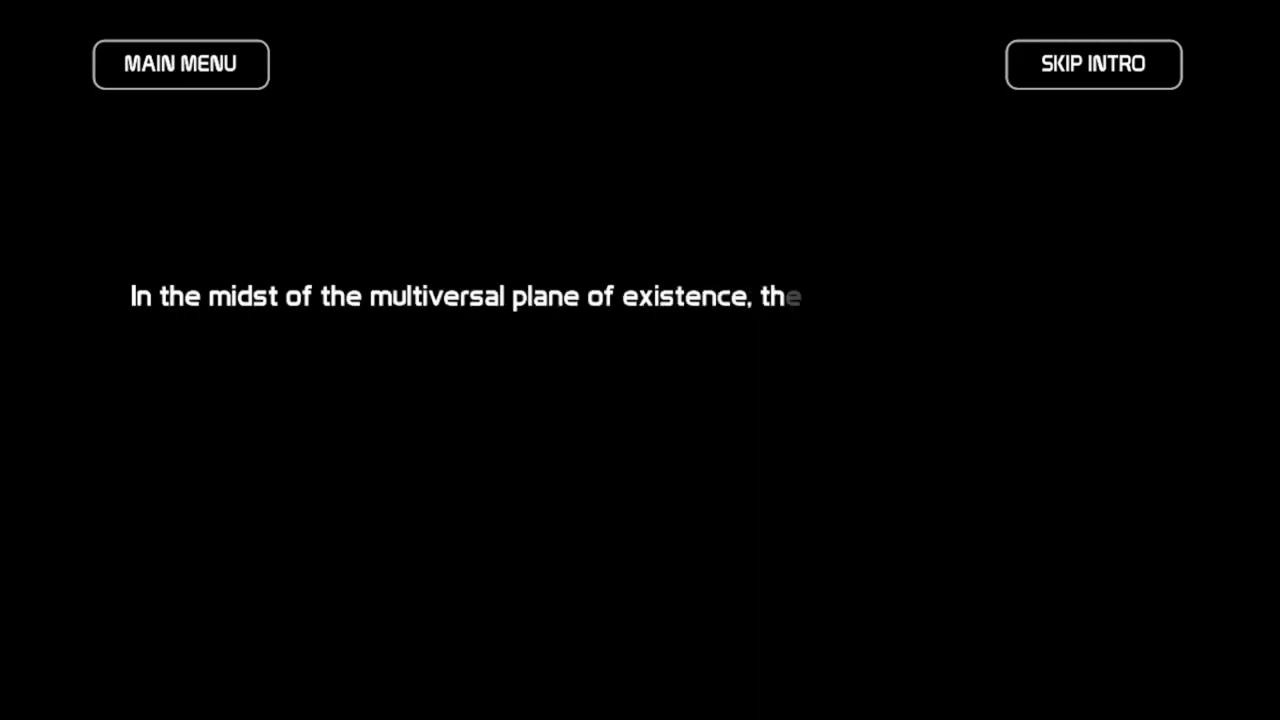 MAIN MENU
SKIP INTRO
In the midst of the multiversal plane of existence, the